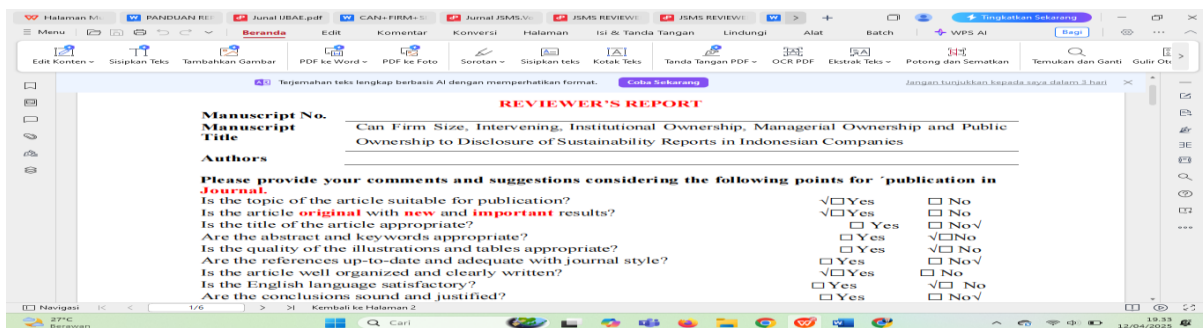 Halaman M
PANDUAN REF
Junal IJBAE.pdf
CAN+FIRM+S
Jurnal JSMS.V
JSMS REVIEWE
JSMS REVIEWE
Tingkatkan Sekarang
Menu
Beranda
Edit
Komentar
Konversi
Halaman
Isi & Tanda Tangan
Lindungi
Alat
Batch
WPS AI
Bagi
Edit Konten
Sisipkan Teks
Tambahkan Gambar
PDF ke Word
PDF ke Foto
Sorotan
Sisipkan teks
Kotak Teks
Tanda Tangan PDF
OCR PDF
Ekstrak Teks
Potong dan Sematkan
Temukan dan Ganti
Gulir Oto
Terjemahan teks lengkap berbasis AI dengan memperhatikan format.
Coba Sekarang
Jangan tunjukkan kepada saya dalam 3 hari
REVIEWER'S REPORT
Manuscript No.
Manuscript Title
Can Firm Size, Intervening, Institutional Ownership, Managerial Ownership and Public
Ownership to Disclosure of Sustainability Reports in Indonesian Companies
Authors
Please provide your comments and suggestions considering the following points for ´publication in
Journal.
Is the topic of the article suitable for publication? √□Yes □ No
Is the article original with new and important results? √□Yes □ No
Is the title of the article appropriate? □ Yes □ No√
Are the abstract and keywords appropriate? □Yes √□No
Is the quality of the illustrations and tables appropriate? □Yes √□ No
Are the references up-to-date and adequate with journal style? □Yes □ No√
Is the article well organized and clearly written? √□Yes □ No
Is the English language satisfactory? □Yes √□ No
Are the conclusions sound and justified? □Yes □ No√
Navigasi
1/6
Kembali ke Halaman 2
27°C
Berawan
Cari
19.33
12/04/2025